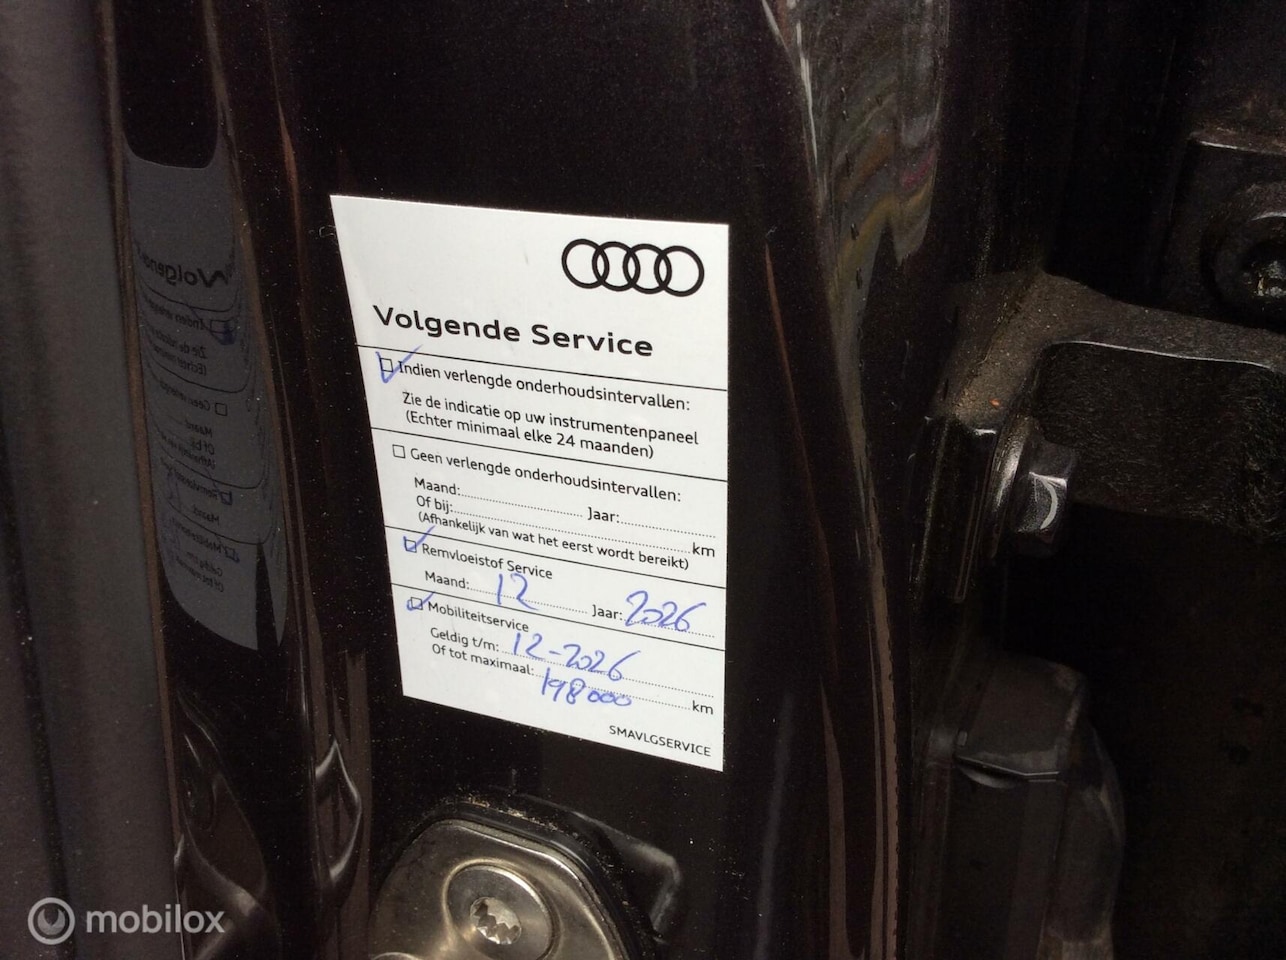 Volgende Service
Indien verlengde onderhoudsintervallen:
Zie de indicatie op uw instrumentenpaneel
(Echter minimaal elke 24 maanden)
Geen verlengde onderhoudsintervallen:
Maand: Jaar:
Of bij: km
(Afhankelijk van wat het eerst wordt bereikt)
Remvloeistof Service
Maand: 12 Jaar: 2026
Mobiliteitservice
Geldig t/m: 12-2026
Of tot maximaal: 198000 km
SMAVLGSERVICE
mobilox